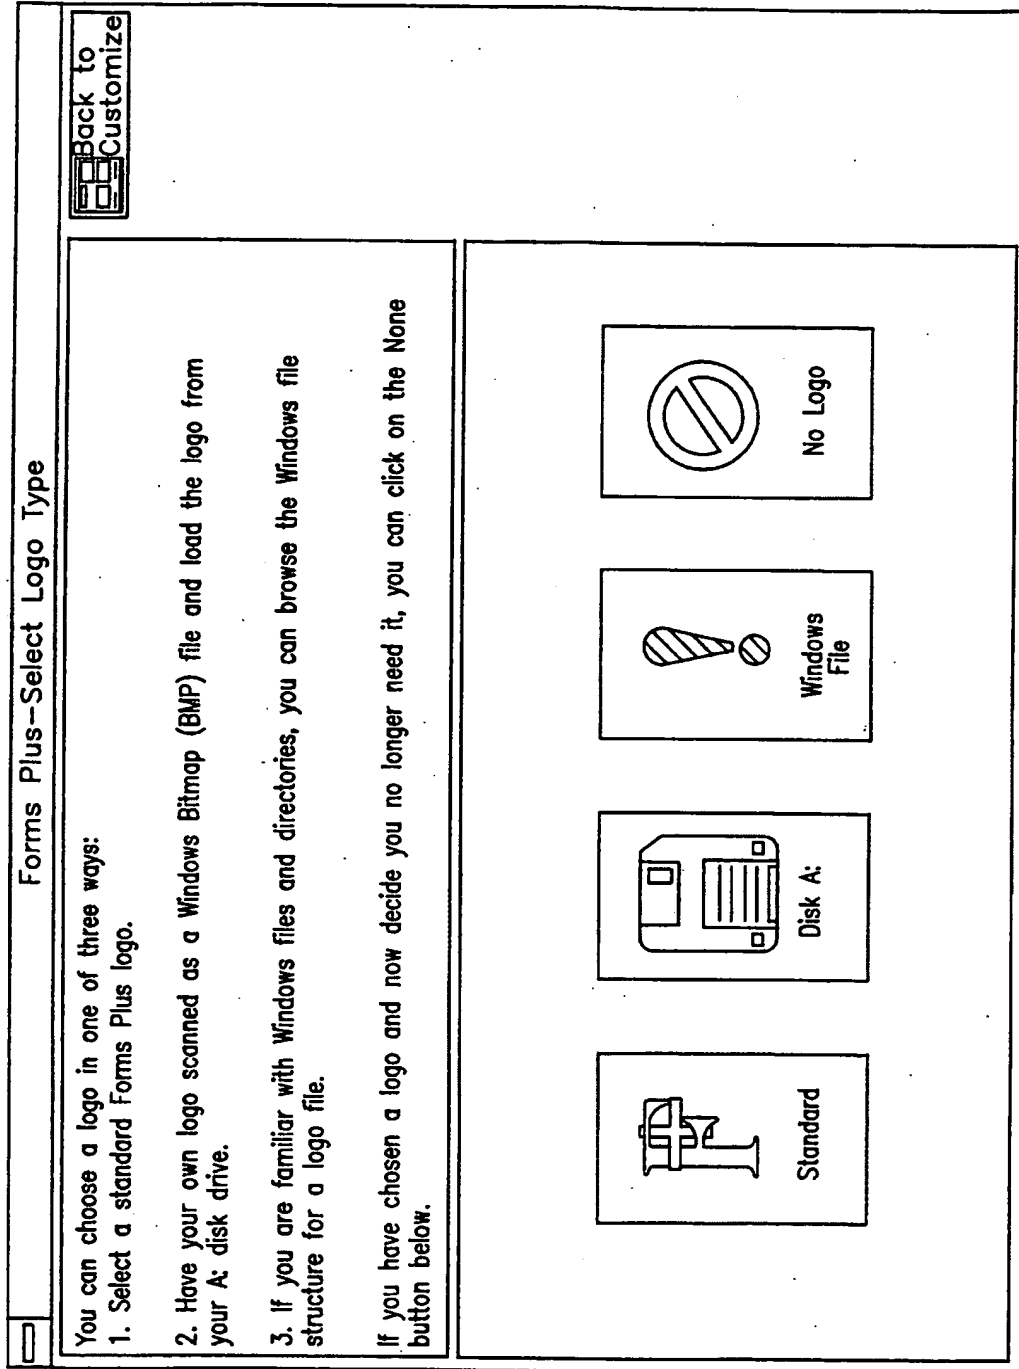 Forms Plus-Select Logo Type
Back to
Customize
You can choose a logo in one of three ways:
1. Select a standard Forms Plus logo.
2. Have your own logo scanned as a Windows Bitmap (BMP) file and load the logo from
your A: disk drive.
3. If you are familiar with Windows files and directories, you can browse the Windows file
structure for a logo file.
If you have chosen a logo and now decide you no longer need it, you can click on the None
button below.
Standard
Disk A:
Windows
File
No Logo